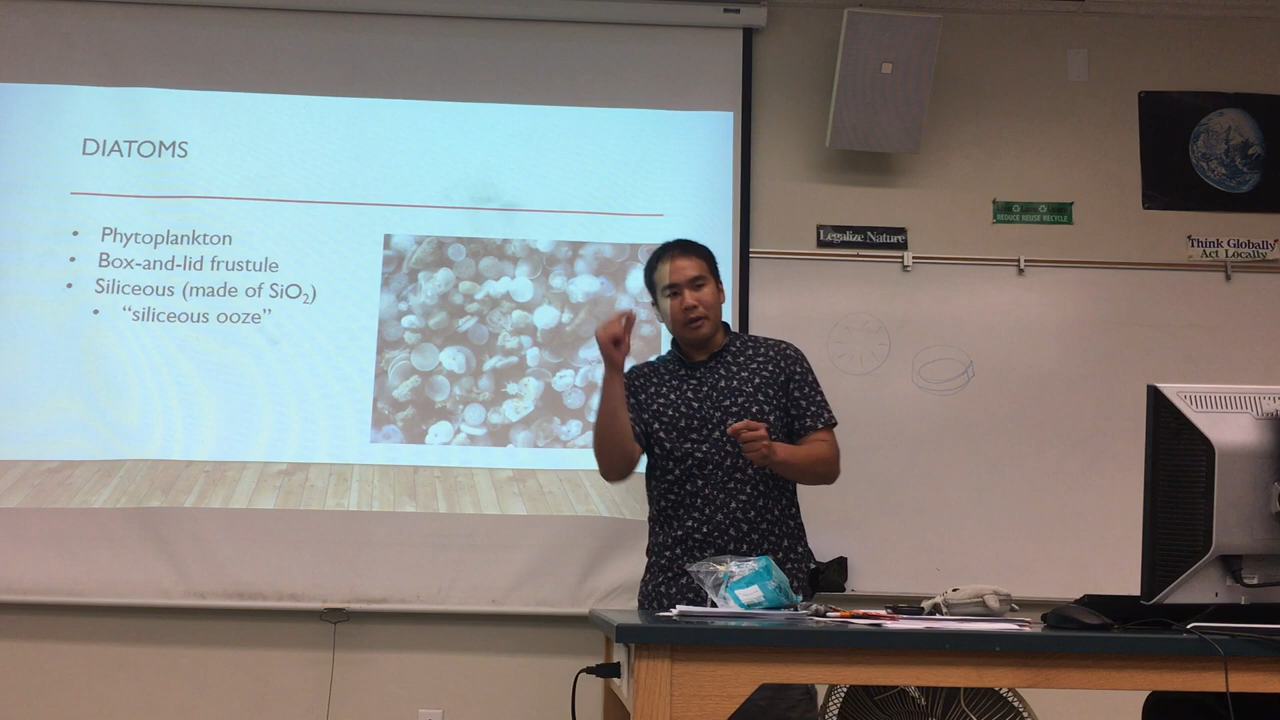 DIATOMS
• Phytoplankton
• Box-and-lid frustule
• Siliceous (made of SiO₂)
• “siliceous ooze”
Legalize Nature
REDUCE REUSE RECYCLE
Think Globally
Act Locally